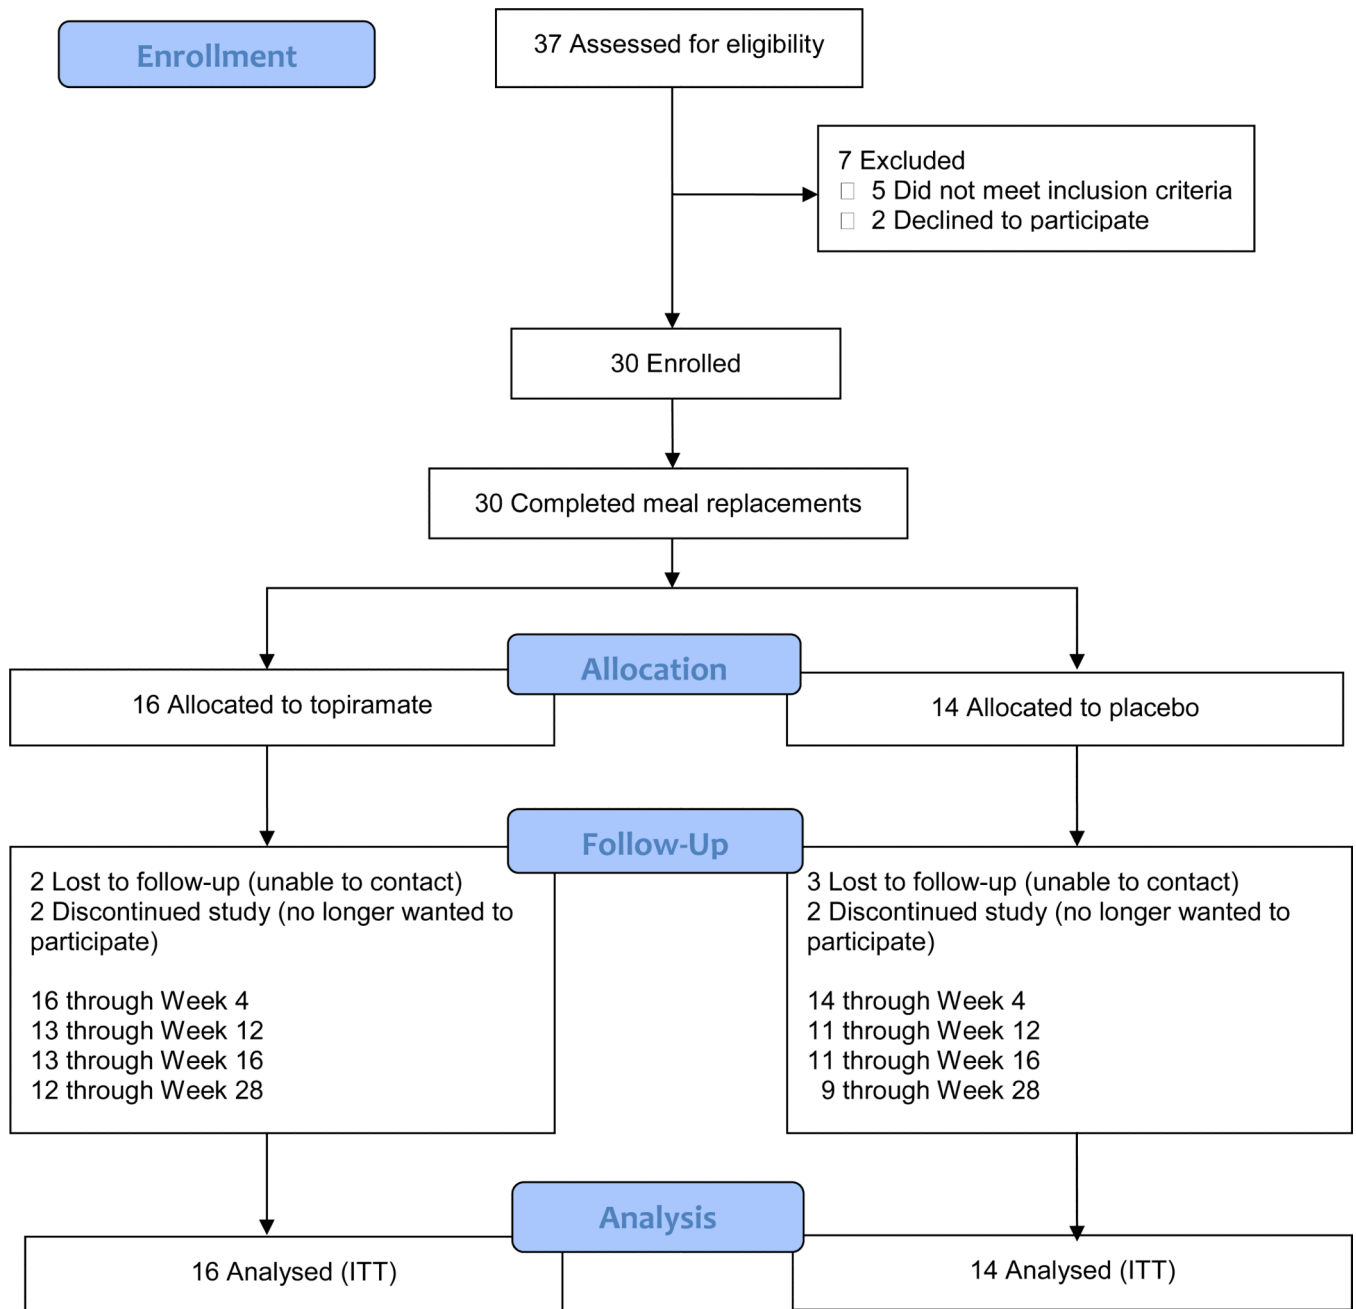 Enrollment
37 Assessed for eligibility
7 Excluded
5 Did not meet inclusion criteria
2 Declined to participate
30 Enrolled
30 Completed meal replacements
Allocation
16 Allocated to topiramate
14 Allocated to placebo
Follow-Up
2 Lost to follow-up (unable to contact)
2 Discontinued study (no longer wanted to
participate)
16 through Week 4
13 through Week 12
13 through Week 16
12 through Week 28
3 Lost to follow-up (unable to contact)
2 Discontinued study (no longer wanted to
participate)
14 through Week 4
11 through Week 12
11 through Week 16
9 through Week 28
Analysis
16 Analysed (ITT)
14 Analysed (ITT)